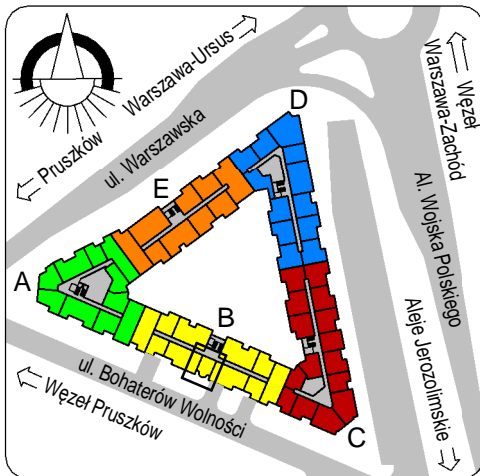 Warszawa-Ursus
Pruszków
ul. Warszawska
Węzeł
Warszawa-Zachód
Al. Wojska Polskiego
Aleje Jerozolimskie
D
E
A
B
C
ul. Bohaterów Wolności
Węzeł Pruszków